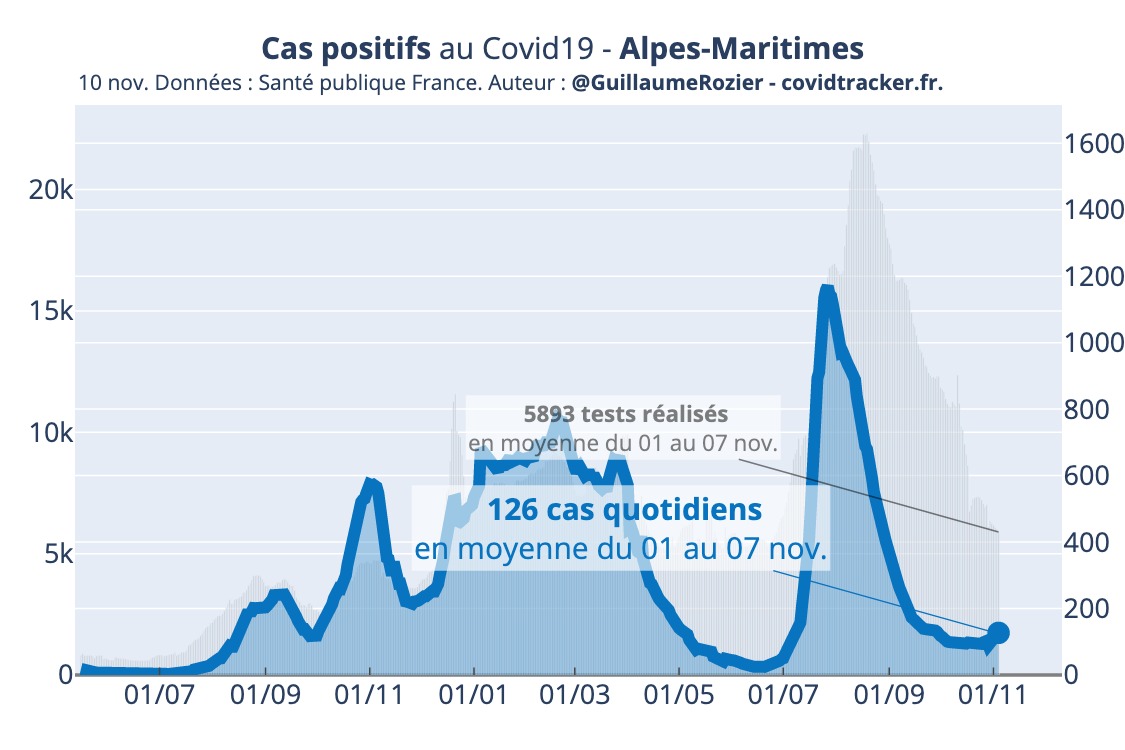 Cas positifs au Covid19 - Alpes-Maritimes
10 nov. Données : Santé publique France. Auteur : @GuillaumeRozier - covidtracker.fr.
20k
15k
10k
5k
0
1600
1400
1200
1000
800
600
400
200
0
5893 tests réalisés
en moyenne du 01 au 07 nov.
126 cas quotidiens
en moyenne du 01 au 07 nov.
01/07 01/09 01/11 01/01 01/03 01/05 01/07 01/09 01/11